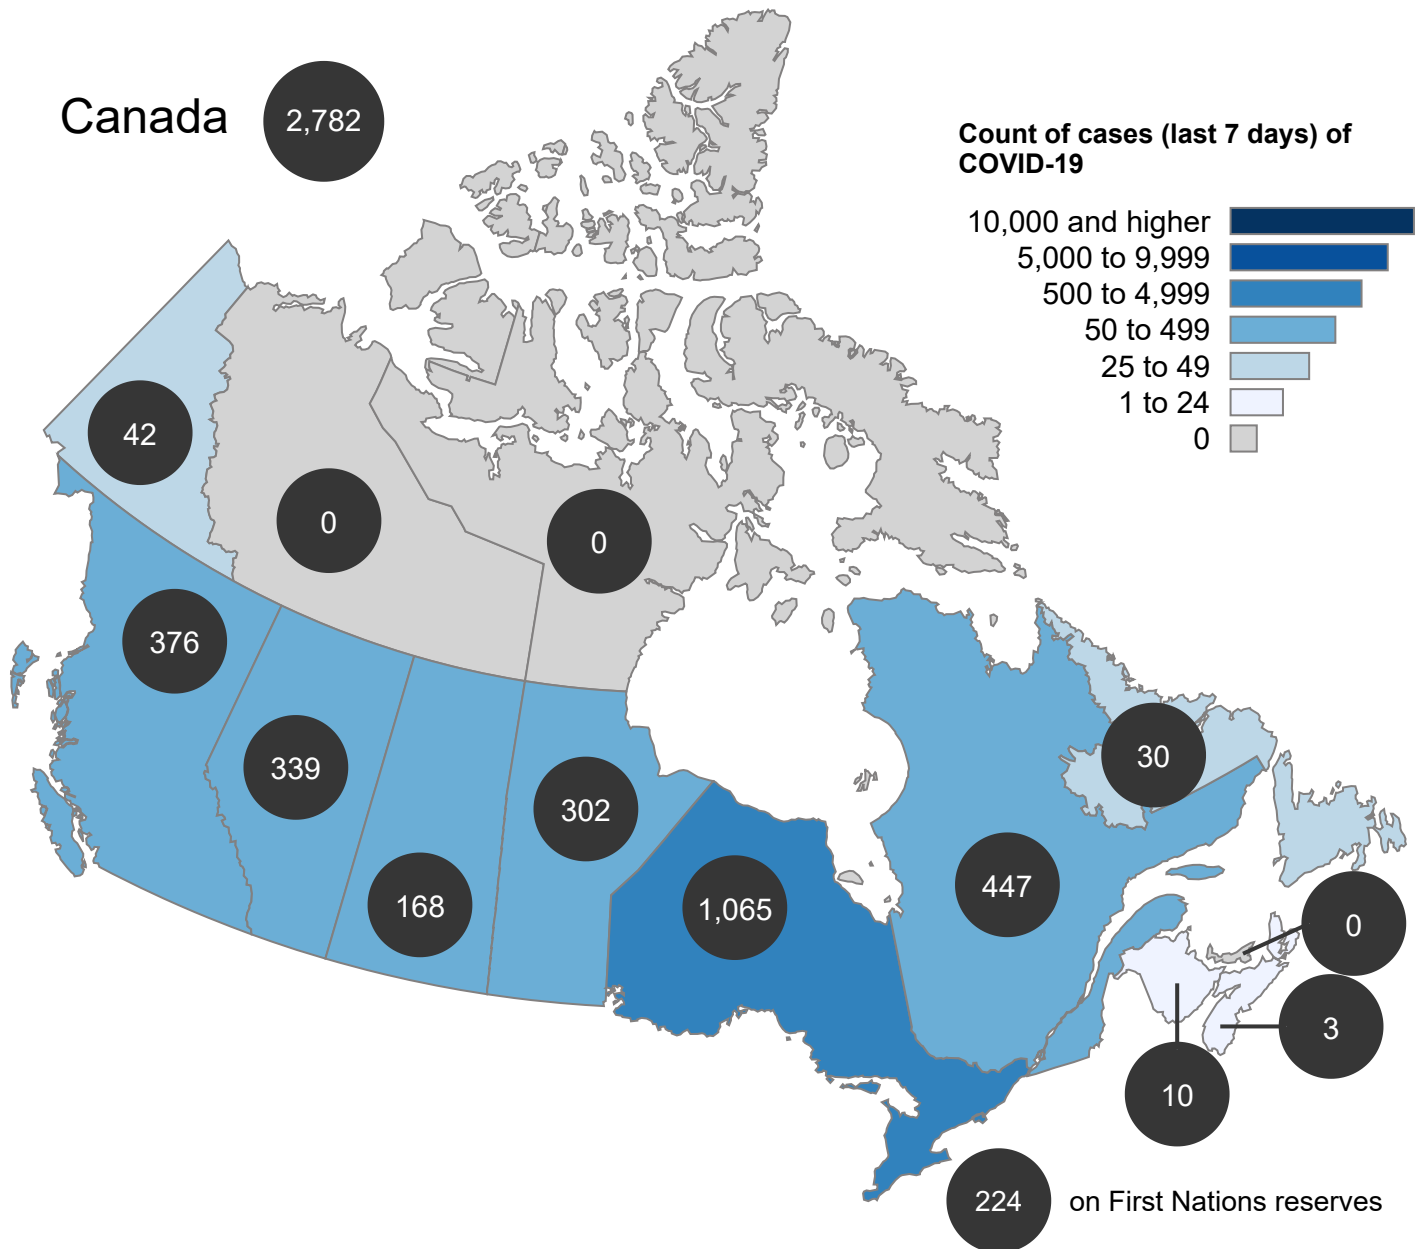 Canada
2,782
Count of cases (last 7 days) of
COVID-19
10,000 and higher
5,000 to 9,999
500 to 4,999
50 to 499
25 to 49
1 to 24
0
42
0
0
376
339
302
168
1,065
447
30
0
3
10
224
on First Nations reserves